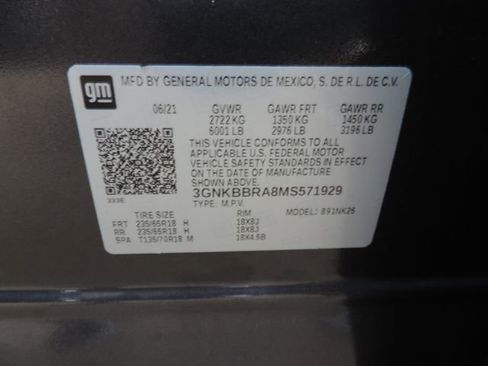 gm
MFD BY GENERAL MOTORS DE MEXICO, S. DE R.L. DE C.V.
06/21 GVWR GAWR FRT GAWR RR
2722 KG 1350 KG 1450 KG
6001 LB 2976 LB 3196 LB
THIS VEHICLE CONFORMS TO ALL
APPLICABLE U.S. FEDERAL MOTOR
VEHICLE SAFETY STANDARDS IN EFFECT
ON THE DATE OF MANUFACTURE
SHOWN ABOVE.
3GNKBBRA8MS571929
333E
TYPE: M.P.V.
TIRE SIZE RIM MODEL: 891NK26
FRT 235/65R18 H 18X8J
RR 235/65R18 H 18X8J
SPA T135/70R18 M 18X4.5B